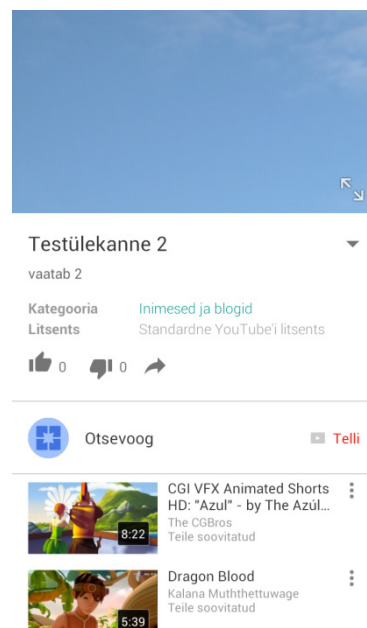 Testülekanne 2
vaatab 2
Kategooria Inimesed ja blogid
Litsents Standardne YouTube'i litsents
0 0
Otsevoog Telli
CGI VFX Animated Shorts
HD: "Azul" - by The Azúl...
The CGBros
Teile soovitatud
8:22
Dragon Blood
Kalana Muththettuwage
Teile soovitatud
5:39